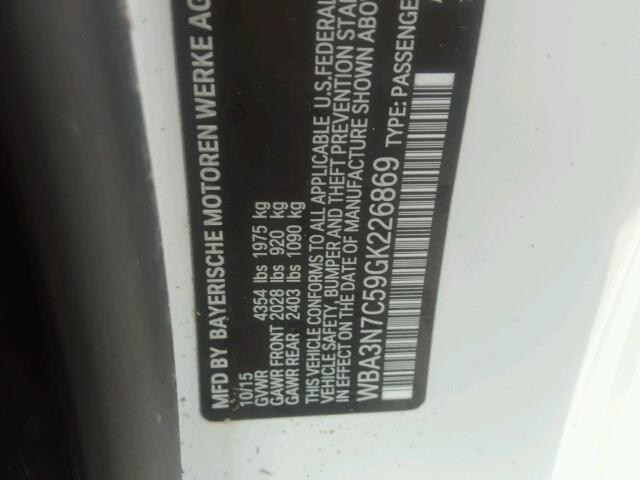 MFD BY BAYERISCHE MOTOREN WERKE AG
10/15
GVWR 4354 lbs 1975 kg
GAWR FRONT 2028 lbs 920 kg
GAWR REAR 2403 lbs 1090 kg
THIS VEHICLE CONFORMS TO ALL APPLICABLE U.S.FEDERAL
VEHICLE SAFETY, BUMPER AND THEFT PREVENTION STAN
IN EFFECT ON THE DATE OF MANUFACTURE SHOWN ABOV
WBA3N7C59GK226869 TYPE: PASSENGE